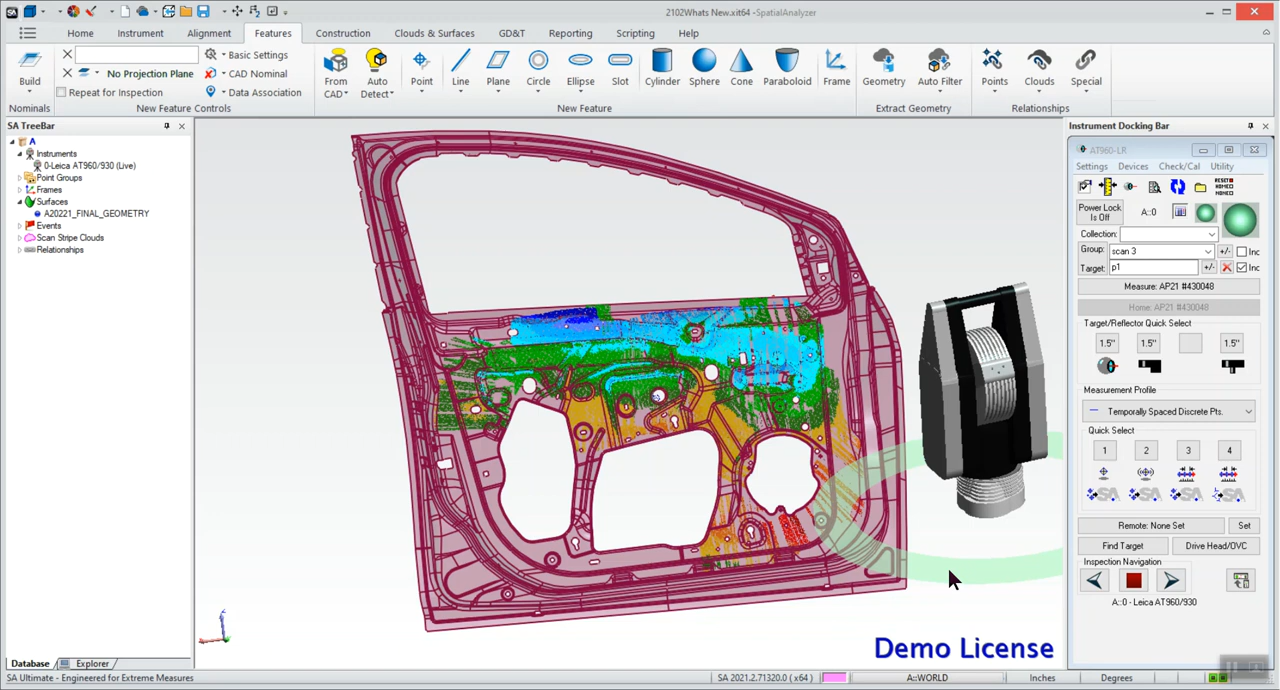 SA
2102Whats New.xit64 - SpatialAnalyzer
Home Instrument Alignment Features Construction Clouds & Surfaces GD&T Reporting Scripting Help
Build
No Projection Plane
Repeat for Inspection
Basic Settings
CAD Nominal
Data Association
From CAD
Auto Detect
Point
Line
Plane
Circle
Ellipse
Slot
Cylinder
Sphere
Cone
Paraboloid
Frame
Geometry
Auto Filter
Points
Clouds
Special
Nominals New Feature Controls New Feature Extract Geometry Relationships
SA TreeBar
A
Instruments
0-Leica AT960/930 (Live)
Point Groups
Frames
Surfaces
A20221_FINAL_GEOMETRY
Events
Scan Stripe Clouds
Relationships
Database Explorer
Demo License
Instrument Docking Bar
AT960-LR
Settings Devices Check/Cal Utility
Power Lock Is Off
A::0
Collection:
Group: scan 3 +/- Inc
Target: p1 +/- Inc
Measure: AP21 #430048
Home: AP21 #430048
Target/Reflector Quick Select
1.5" 1.5" 1.5"
Measurement Profile
Temporally Spaced Discrete Pts.
Quick Select
1 2 3 4
SA SA SA SA
Remote: None Set Set
Find Target Drive Head/OVC
Inspection Navigation
A::0 - Leica AT960/930
SA Ultimate - Engineered for Extreme Measures SA 2021.2.71320.0 ( x64 ) A::WORLD Inches Degrees